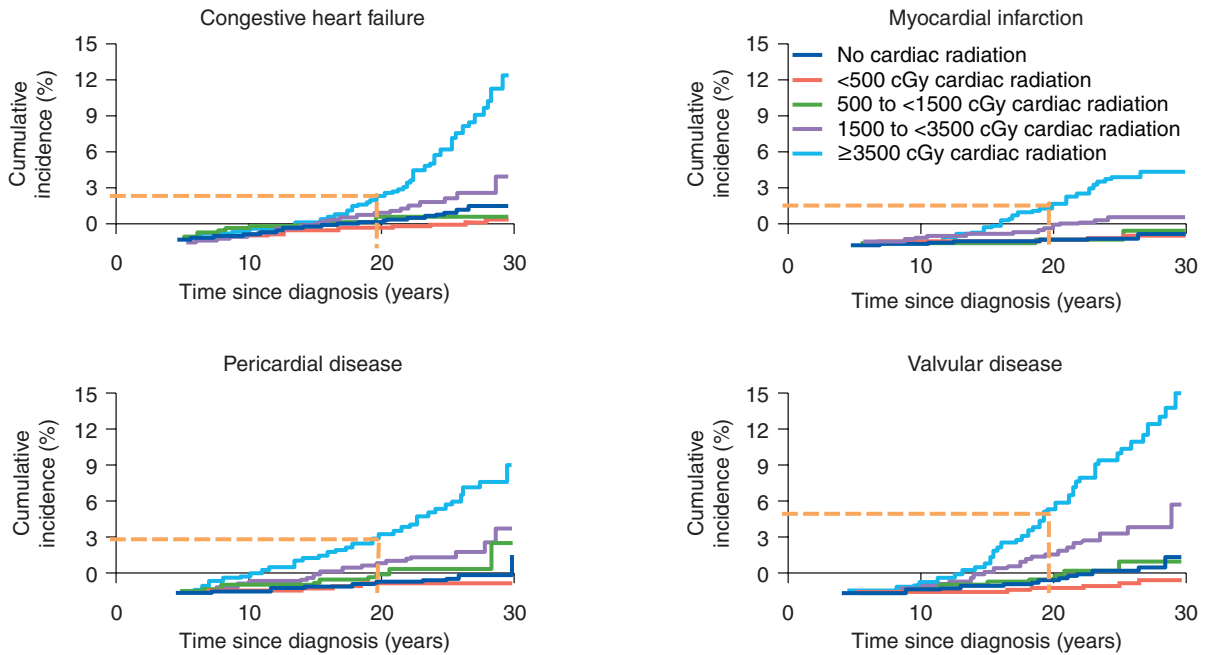 Congestive heart failure
Cumulative
incidence (%)
15
12
9
6
3
0
0 10 20 30
Time since diagnosis (years)
Myocardial infarction
Cumulative
incidence (%)
15
12
9
6
3
0
No cardiac radiation
<500 cGy cardiac radiation
500 to <1500 cGy cardiac radiation
1500 to <3500 cGy cardiac radiation
≥3500 cGy cardiac radiation
0 10 20 30
Time since diagnosis (years)
Pericardial disease
Cumulative
incidence (%)
15
12
9
6
3
0
0 10 20 30
Time since diagnosis (years)
Valvular disease
Cumulative
incidence (%)
15
12
9
6
3
0
0 10 20 30
Time since diagnosis (years)